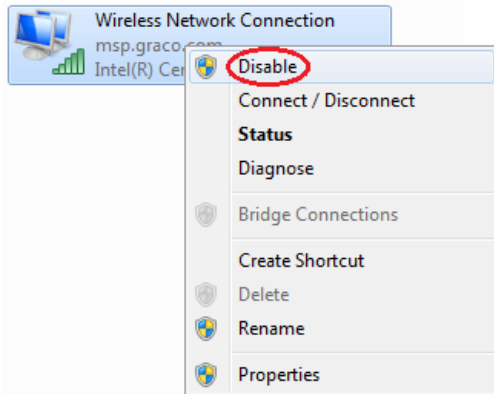 Wireless Network Connection
msp.graco.com
Intel(R)
Disable
Connect / Disconnect
Status
Diagnose
Bridge Connections
Create Shortcut
Delete
Rename
Properties